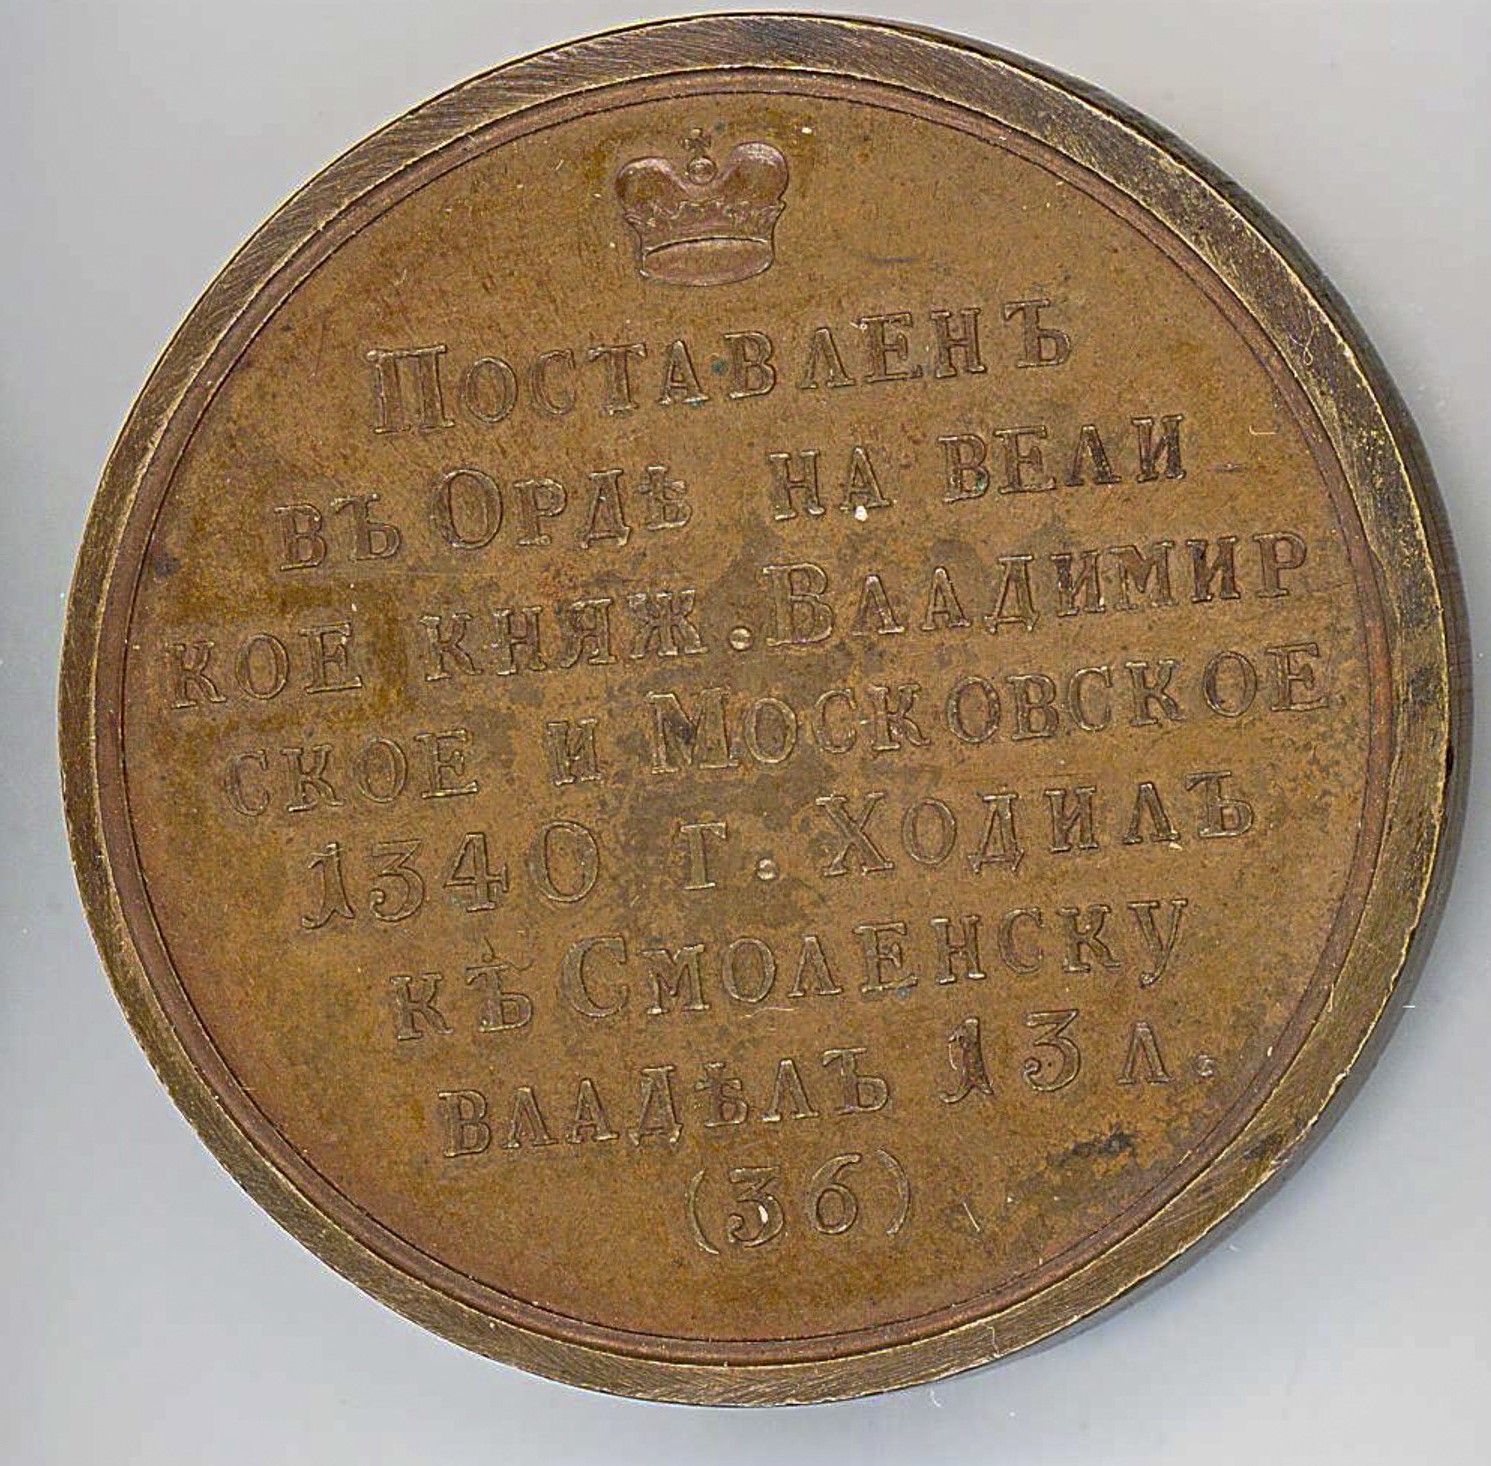 Поставленъ
въ Ордѣ на вели
кое княж. Владимир
ское и Московское
1340 г. ходилъ
къ Смоленску
владѣлъ 13 л.
(36)